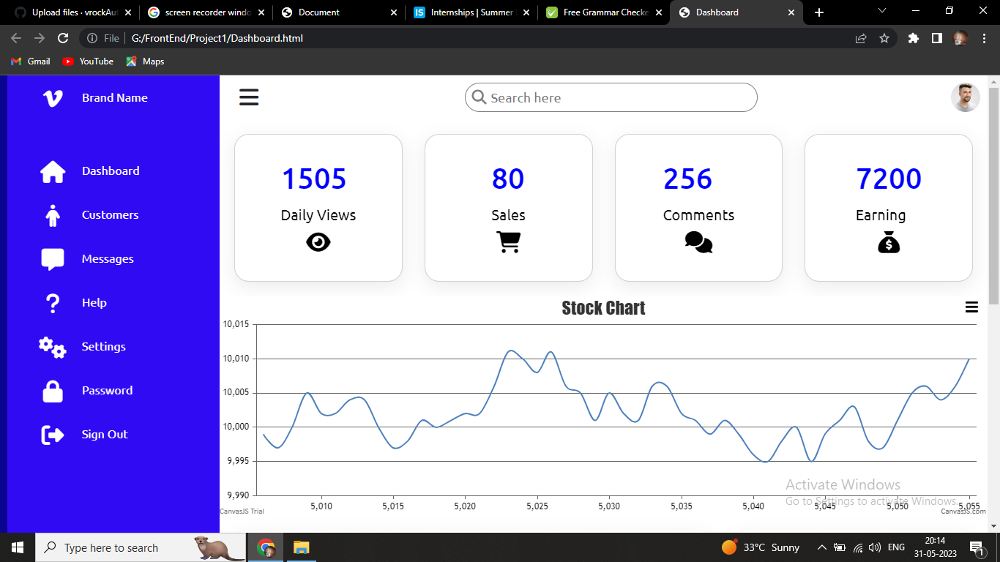 Upload files · vrockAut
screen recorder windo
Document
Internships | Summer
Free Grammar Checke
Dashboard
File
G:/FrontEnd/Project1/Dashboard.html
Gmail
YouTube
Maps
Brand Name
Search here
Dashboard
Customers
Messages
Help
Settings
Password
Sign Out
1505
Daily Views
80
Sales
256
Comments
7200
Earning
$
Stock Chart
10,015
10,010
10,005
10,000
9,995
9,990
5,010 5,015 5,020 5,025 5,030 5,035 5,040 5,045 5,050 5,055
Activate Windows
Go to Settings to activate Windows.
CanvasJS Trial
CanvasJS.com
Type here to search
33°C Sunny
ENG
20:14
31-05-2023
1